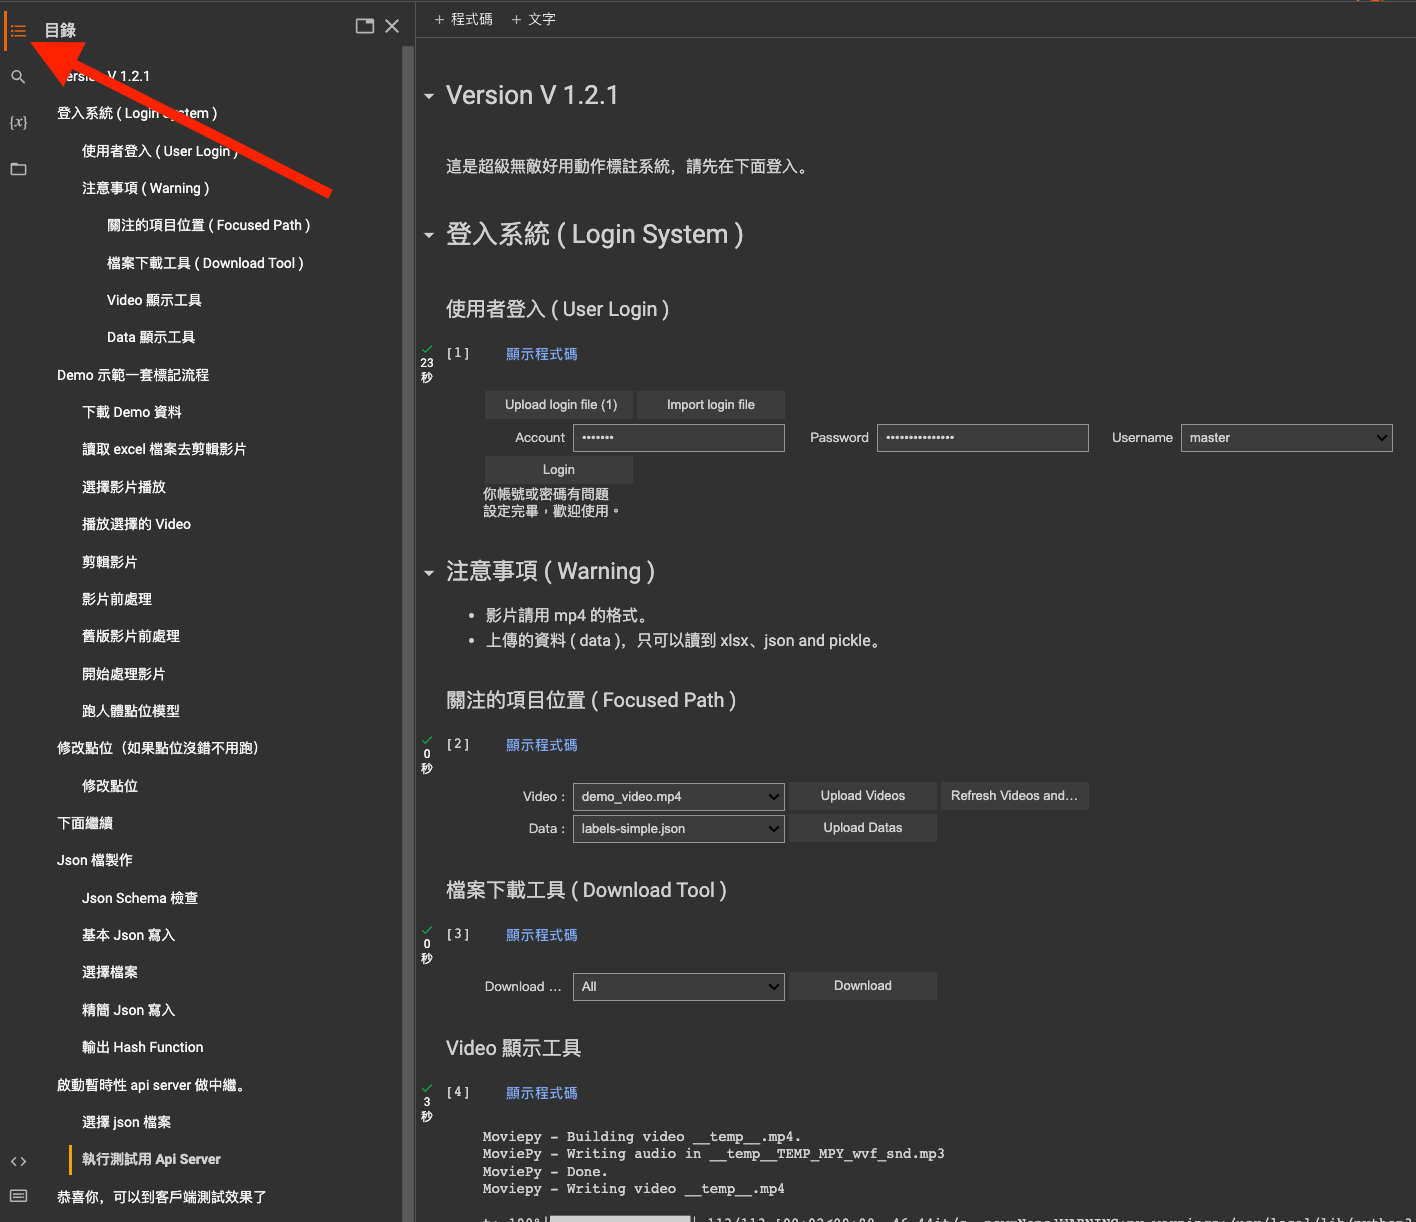 目錄
Version V 1.2.1
登入系統 ( Login System )
使用者登入 ( User Login )
注意事項 ( Warning )
關注的項目位置 ( Focused Path )
檔案下載工具 ( Download Tool )
Video 顯示工具
Data 顯示工具
Demo 示範一套標記流程
下載 Demo 資料
讀取 excel 檔案去剪輯影片
選擇影片播放
播放選擇的 Video
剪輯影片
影片前處理
舊版影片前處理
開始處理影片
跑人體點位模型
修改點位（如果點位沒錯不用跑）
修改點位
下面繼續
Json 檔製作
Json Schema 檢查
基本 Json 寫入
選擇檔案
精簡 Json 寫入
輸出 Hash Function
啟動暫時性 api server 做中繼。
選擇 json 檔案
執行測試用 Api Server
恭喜你，可以到客戶端測試效果了
+ 程式碼 + 文字
Version V 1.2.1
這是超級無敵好用動作標註系統，請先在下面登入。
登入系統 ( Login System )
使用者登入 ( User Login )
[1] 顯示程式碼
23
秒
Upload login file (1) Import login file
Account ••••••• Password ••••••••••••••• Username master
Login
你帳號或密碼有問題
設定完畢，歡迎使用。
注意事項 ( Warning )
• 影片請用 mp4 的格式。
• 上傳的資料 ( data )，只可以讀到 xlsx、json and pickle。
關注的項目位置 ( Focused Path )
[2] 顯示程式碼
0
秒
Video : demo_video.mp4 Upload Videos Refresh Videos and…
Data : labels-simple.json Upload Datas
檔案下載工具 ( Download Tool )
[3] 顯示程式碼
0
秒
Download … All Download
Video 顯示工具
[4] 顯示程式碼
3
秒
Moviepy - Building video __temp__.mp4.
MoviePy - Writing audio in __temp__TEMP_MPY_wvf_snd.mp3
MoviePy - Done.
Moviepy - Writing video __temp__.mp4